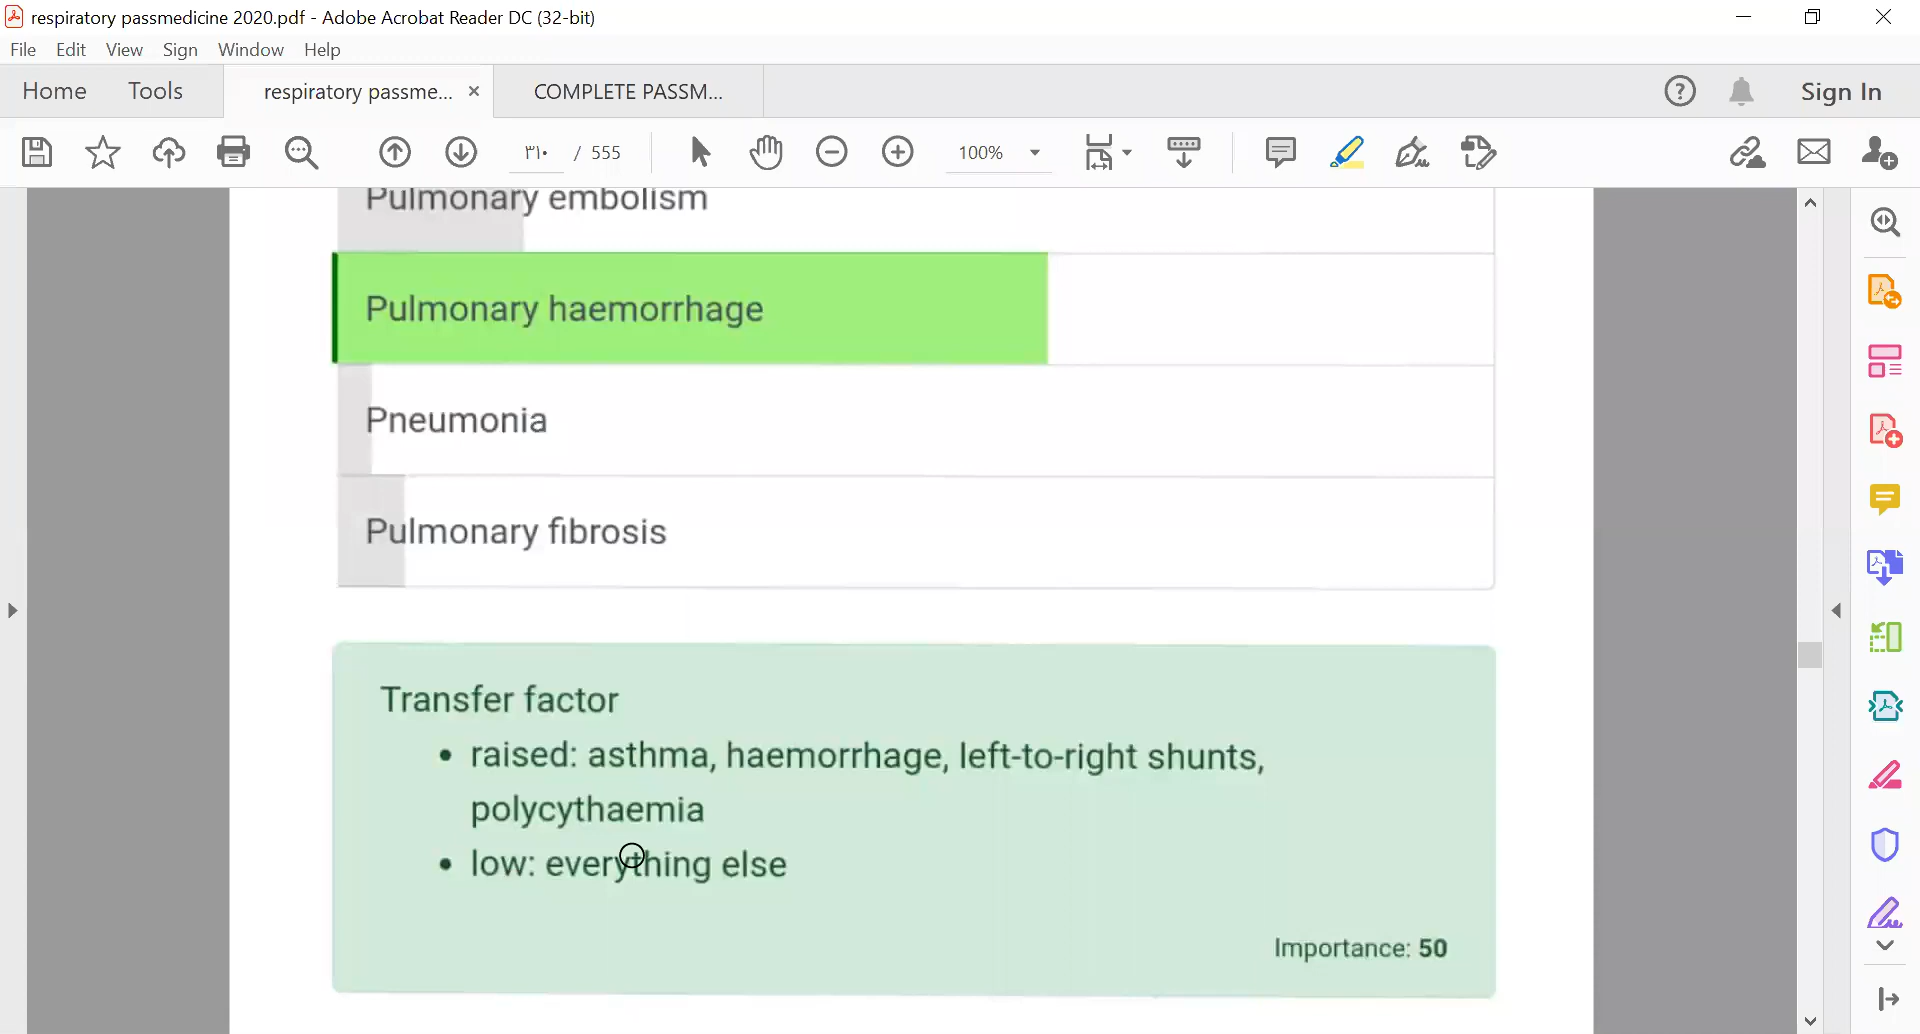 respiratory passmedicine 2020.pdf - Adobe Acrobat Reader DC (32-bit)
File Edit View Sign Window Help
Home Tools respiratory passme... × COMPLETE PASSM... Sign In
٣١٠ / 555 100%
Pulmonary embolism
Pulmonary haemorrhage
Pneumonia
Pulmonary fibrosis
Transfer factor
• raised: asthma, haemorrhage, left-to-right shunts,
polycythaemia
• low: everything else
Importance: 50